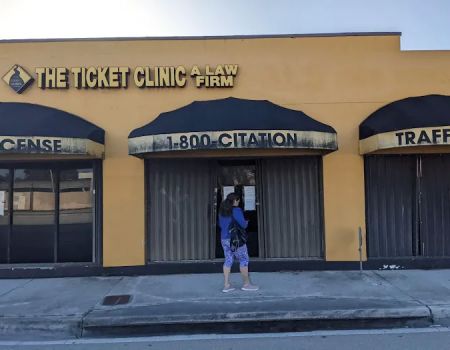 THE TICKET CLINIC A LAW
FIRM
CENSE
1-800-CITATION
TRAFF